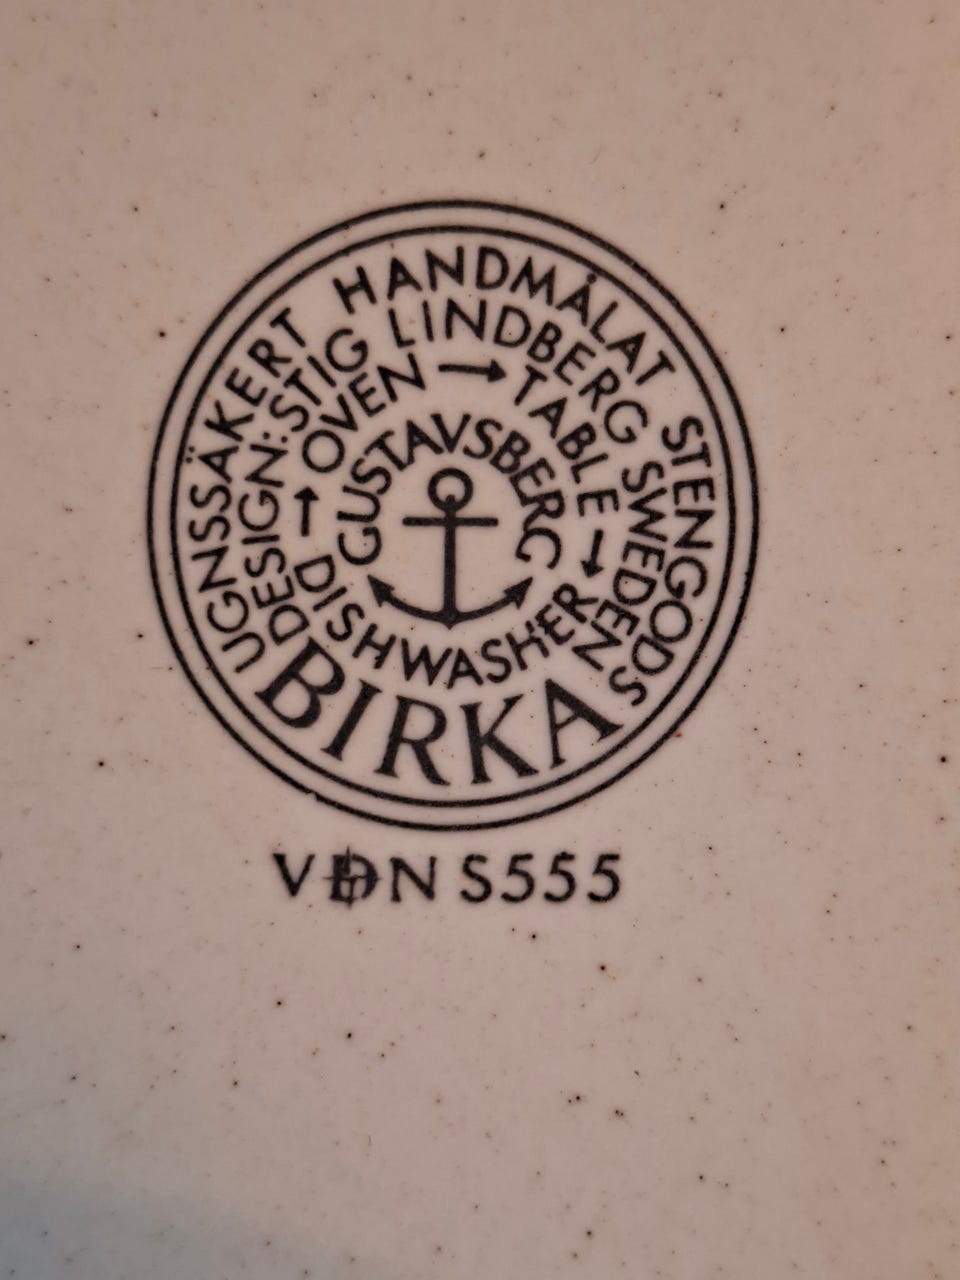 UGNSSÄKERT HANDMÅLAT STENGODS
DESIGN: STIG LINDBERG SWEDEN
DISHWASHER → OVEN → TABLE →
GUSTAVSBERG
BIRKA
VDN S555